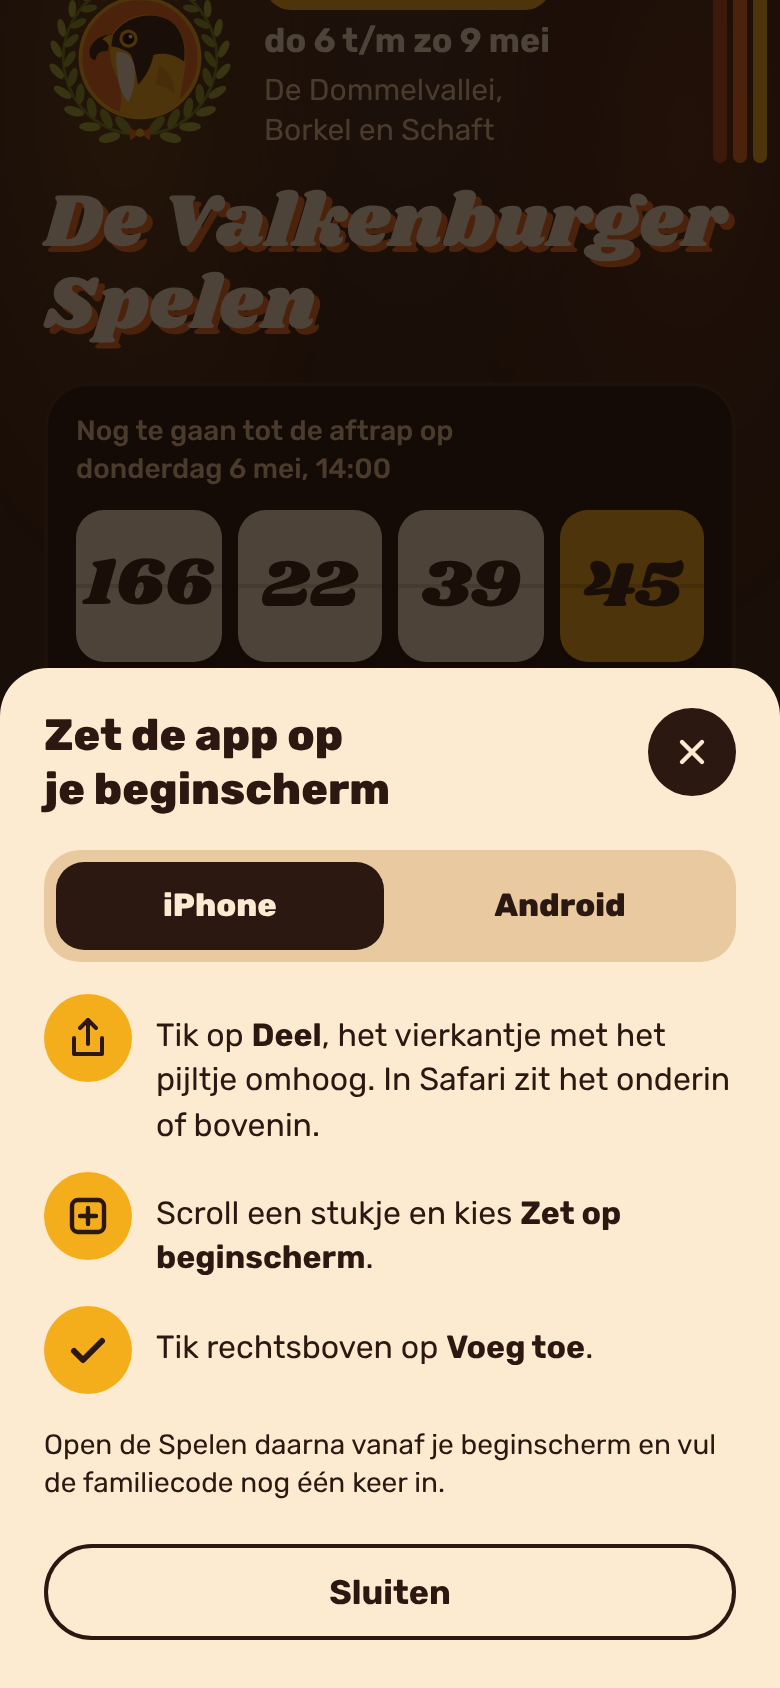 do 6 t/m zo 9 mei
De Dommelvallei,
Borkel en Schaft
De Valkenburger
Spelen
Nog te gaan tot de aftrap op
donderdag 6 mei, 14:00
166 22 39 45
Zet de app op
je beginscherm
iPhone Android
Tik op Deel, het vierkantje met het
pijltje omhoog. In Safari zit het onderin
of bovenin.
Scroll een stukje en kies Zet op
beginscherm.
Tik rechtsboven op Voeg toe.
Open de Spelen daarna vanaf je beginscherm en vul
de familiecode nog één keer in.
Sluiten